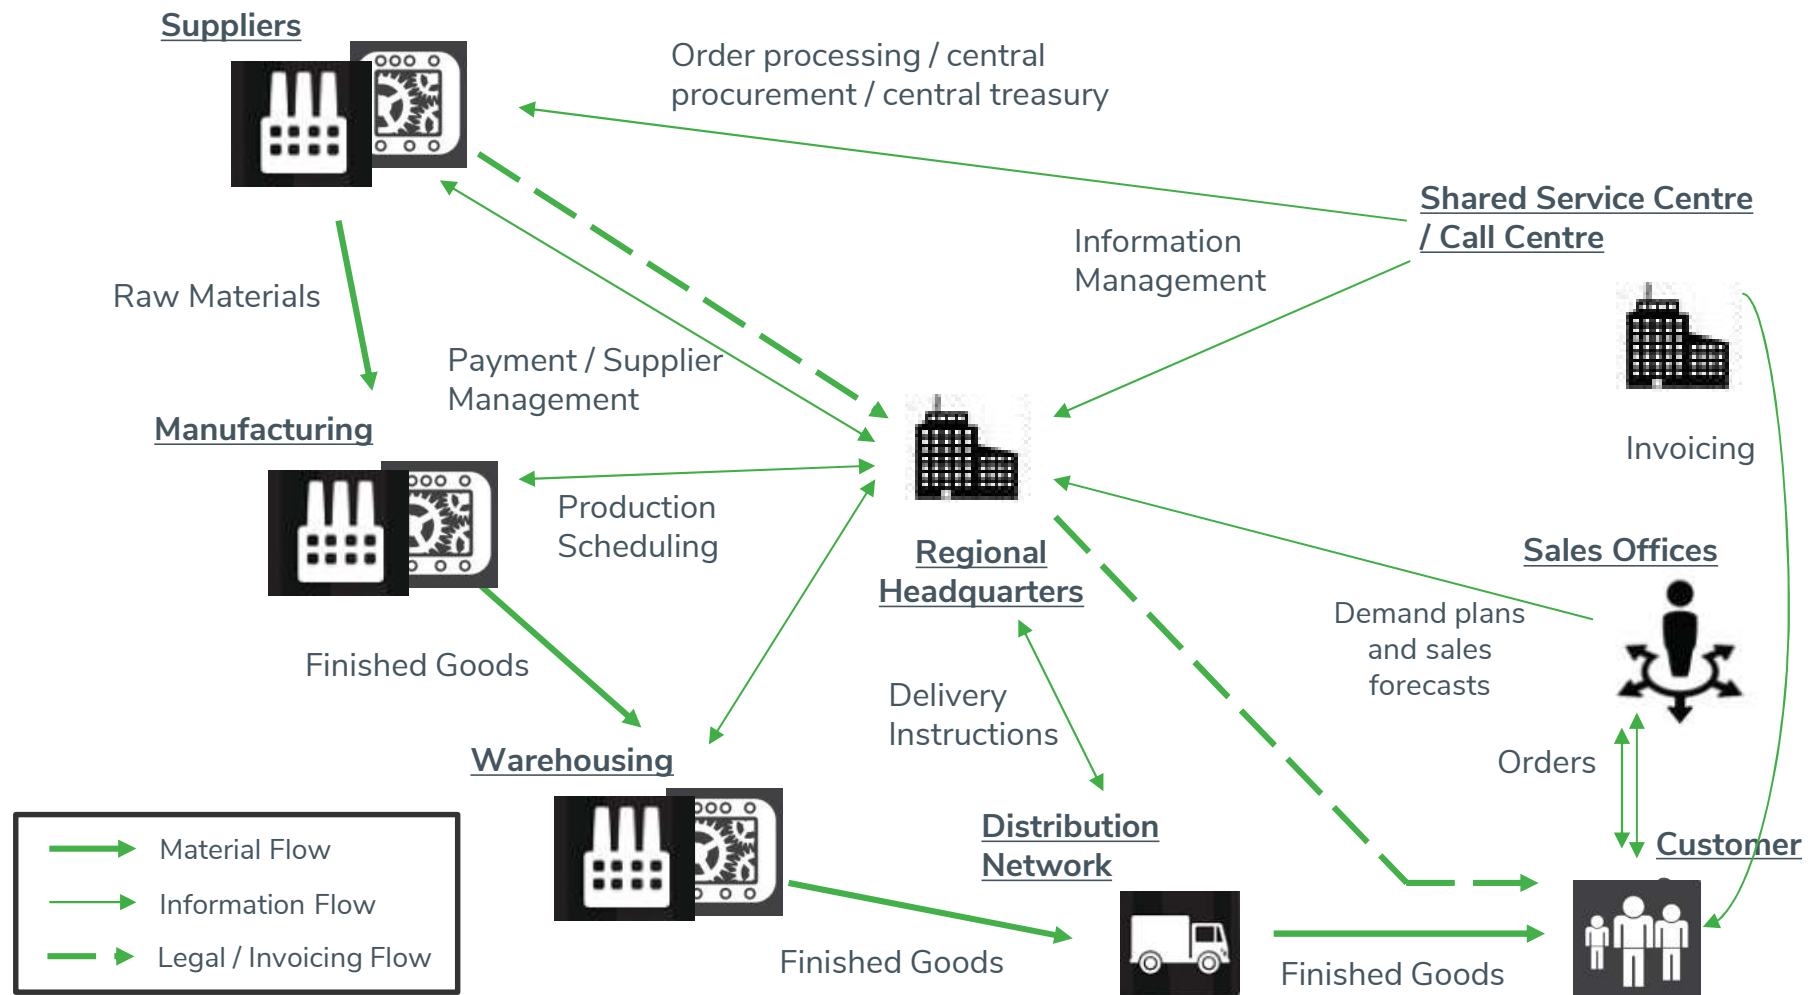 Suppliers
Order processing / central
procurement / central treasury
Shared Service Centre
/ Call Centre
Information
Management
Raw Materials
Payment / Supplier
Management
Manufacturing
Invoicing
Production
Scheduling
Regional
Headquarters
Sales Offices
Demand plans
and sales
forecasts
Finished Goods
Delivery
Instructions
Warehousing
Orders
Distribution
Network
Customer
Material Flow
Information Flow
Legal / Invoicing Flow
Finished Goods
Finished Goods